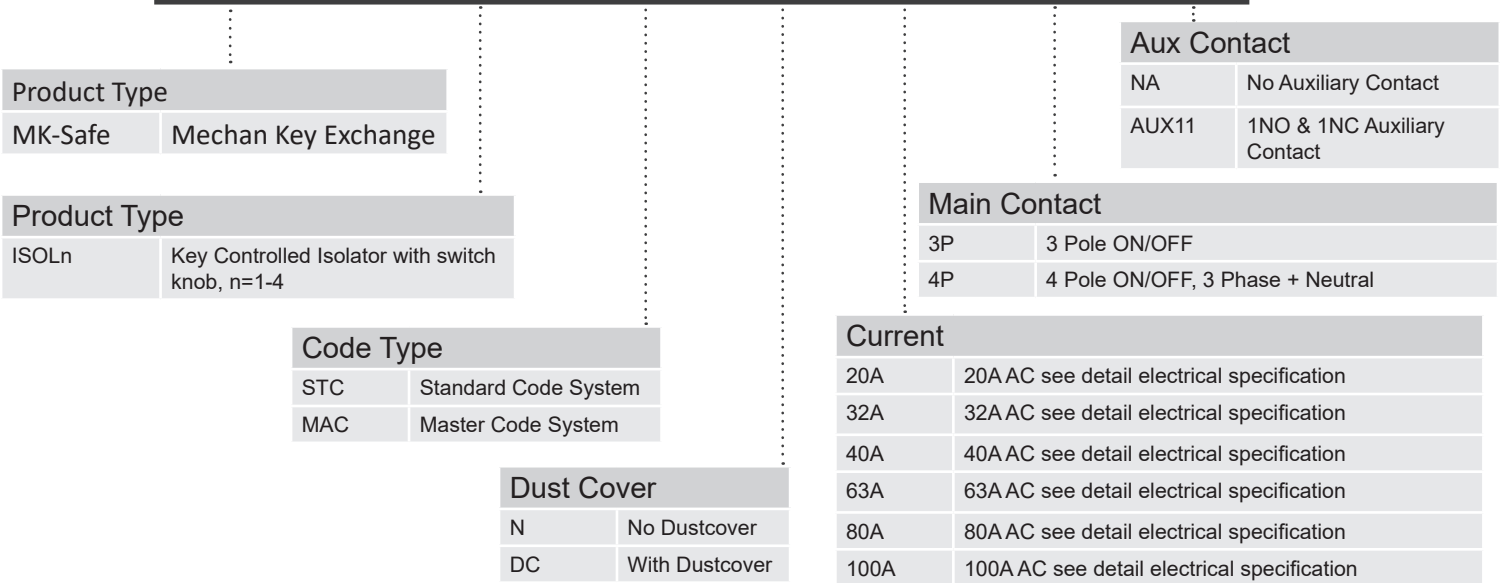 Aux Contact
NA No Auxiliary Contact
AUX11 1NO & 1NC Auxiliary
Contact
Product Type
MK-Safe Mechan Key Exchange
Product Type
ISOLn Key Controlled Isolator with switch
knob, n=1-4
Main Contact
3P 3 Pole ON/OFF
4P 4 Pole ON/OFF, 3 Phase + Neutral
Code Type
STC Standard Code System
MAC Master Code System
Current
20A 20A AC see detail electrical specification
32A 32A AC see detail electrical specification
40A 40A AC see detail electrical specification
63A 63A AC see detail electrical specification
80A 80A AC see detail electrical specification
100A 100A AC see detail electrical specification
Dust Cover
N No Dustcover
DC With Dustcover